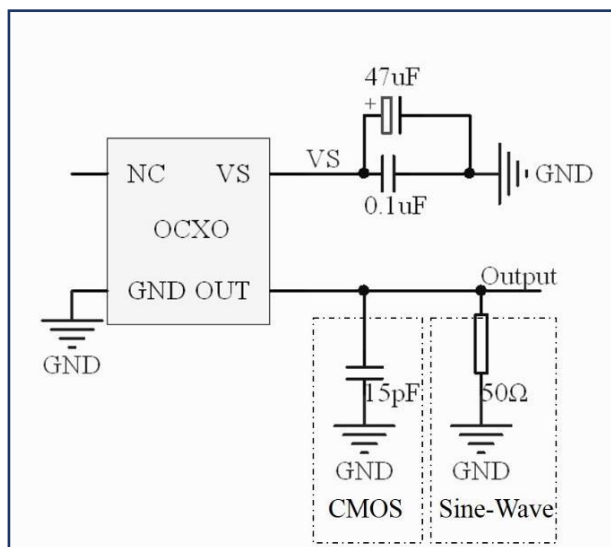 47uF
+
NC VS
VS
0.1uF
GND
OCXO
GND OUT
Output
GND
15pF
50Ω
GND
GND
CMOS
Sine-Wave